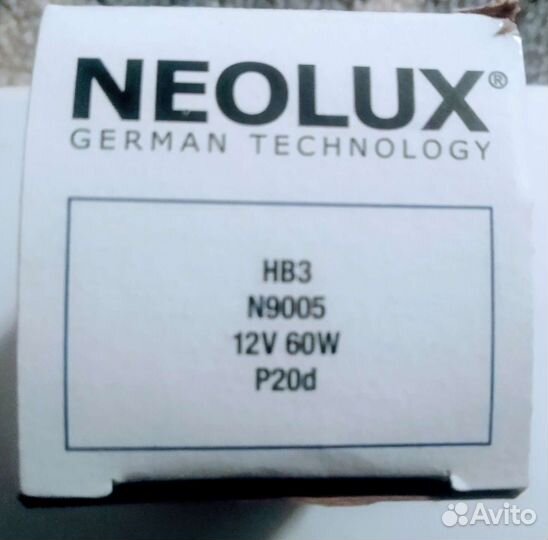 NEOLUX®
GERMAN TECHNOLOGY
HB3
N9005
12V 60W
P20d
Avito